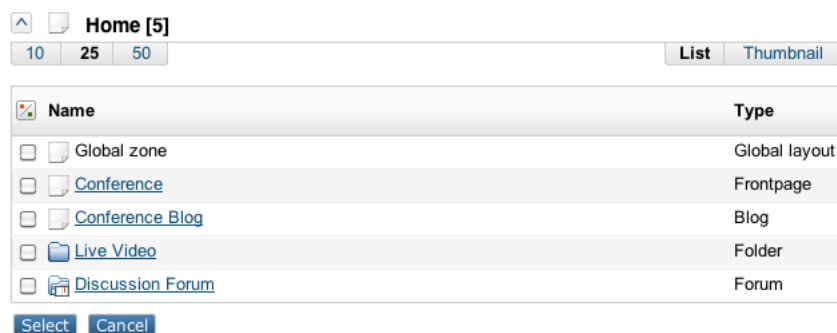 Home [5]
10 25 50 List Thumbnail
Name Type
Global zone Global layout
Conference Frontpage
Conference Blog Blog
Live Video Folder
Discussion Forum Forum
Select Cancel